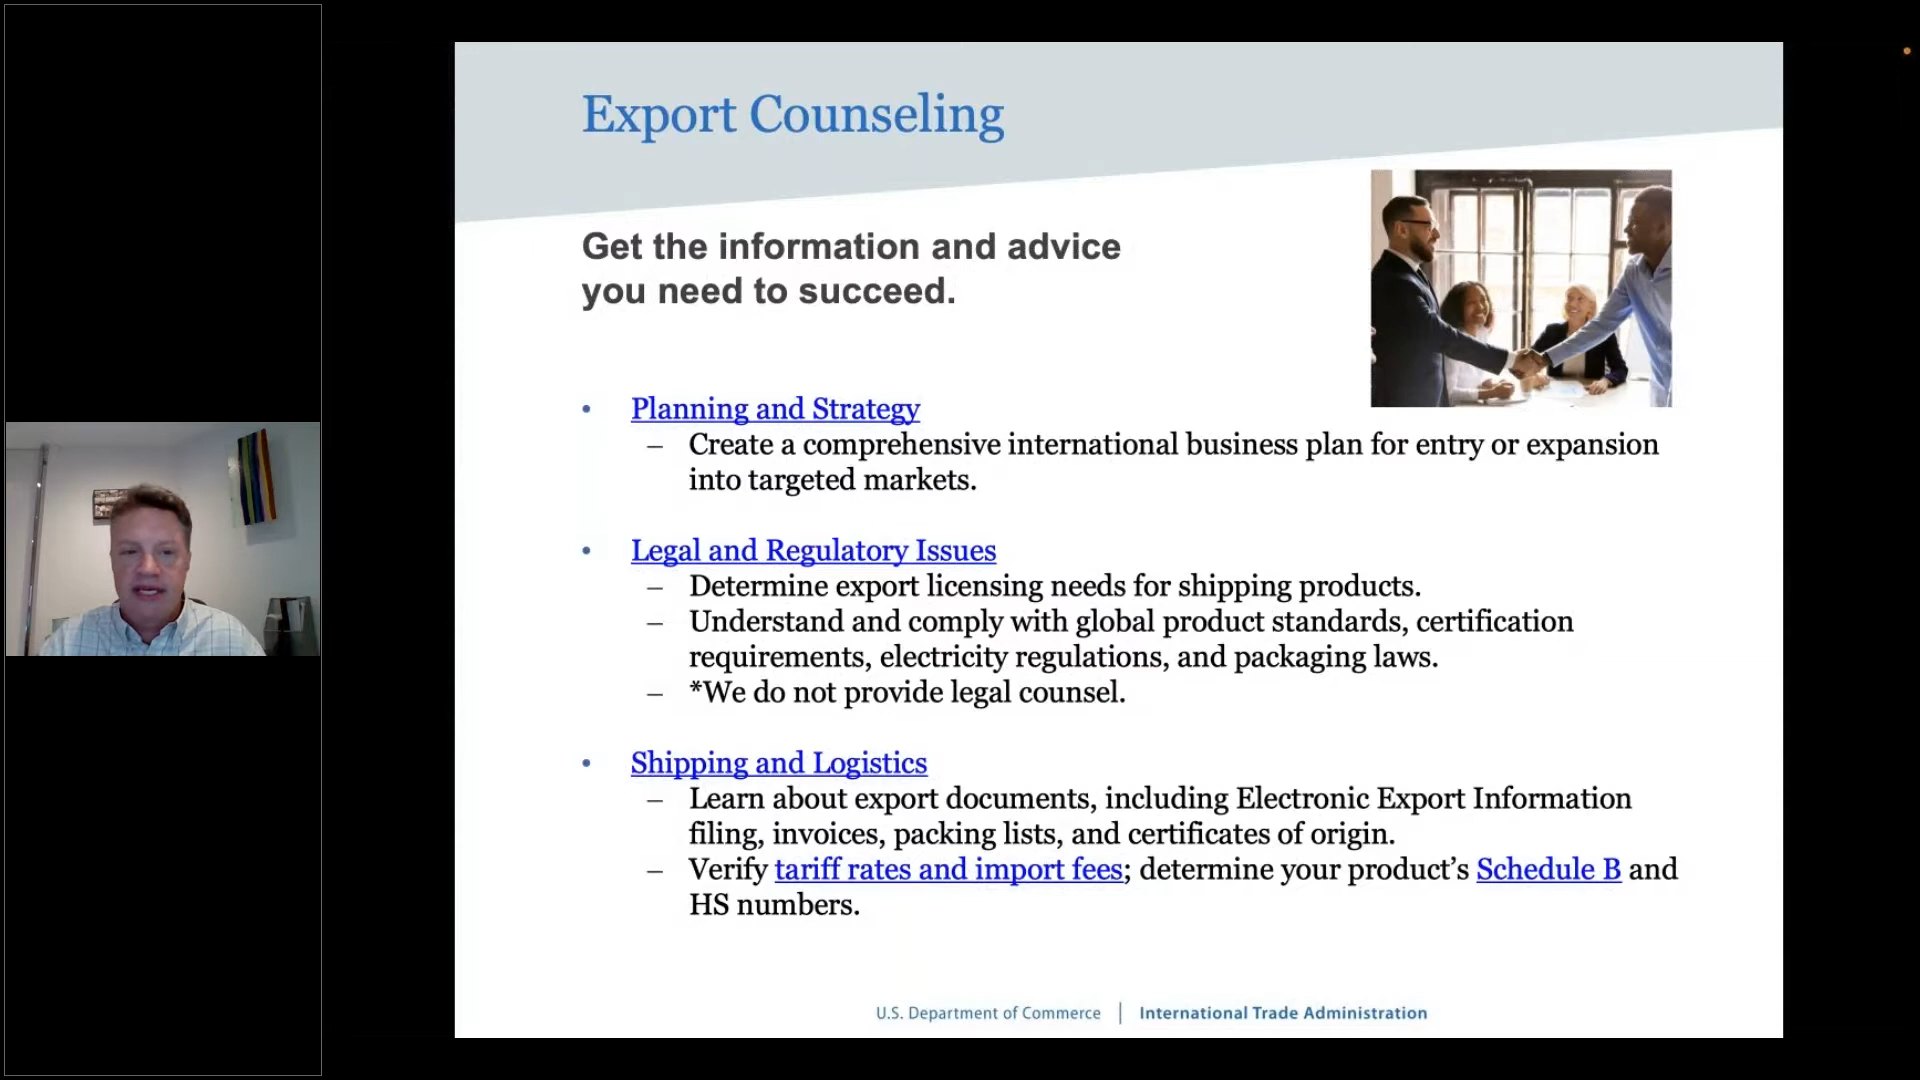 Export Counseling
Get the information and advice
you need to succeed.
• Planning and Strategy
– Create a comprehensive international business plan for entry or expansion
into targeted markets.
• Legal and Regulatory Issues
– Determine export licensing needs for shipping products.
– Understand and comply with global product standards, certification
requirements, electricity regulations, and packaging laws.
– *We do not provide legal counsel.
• Shipping and Logistics
– Learn about export documents, including Electronic Export Information
filing, invoices, packing lists, and certificates of origin.
– Verify tariff rates and import fees; determine your product’s Schedule B and
HS numbers.
U.S. Department of Commerce | International Trade Administration